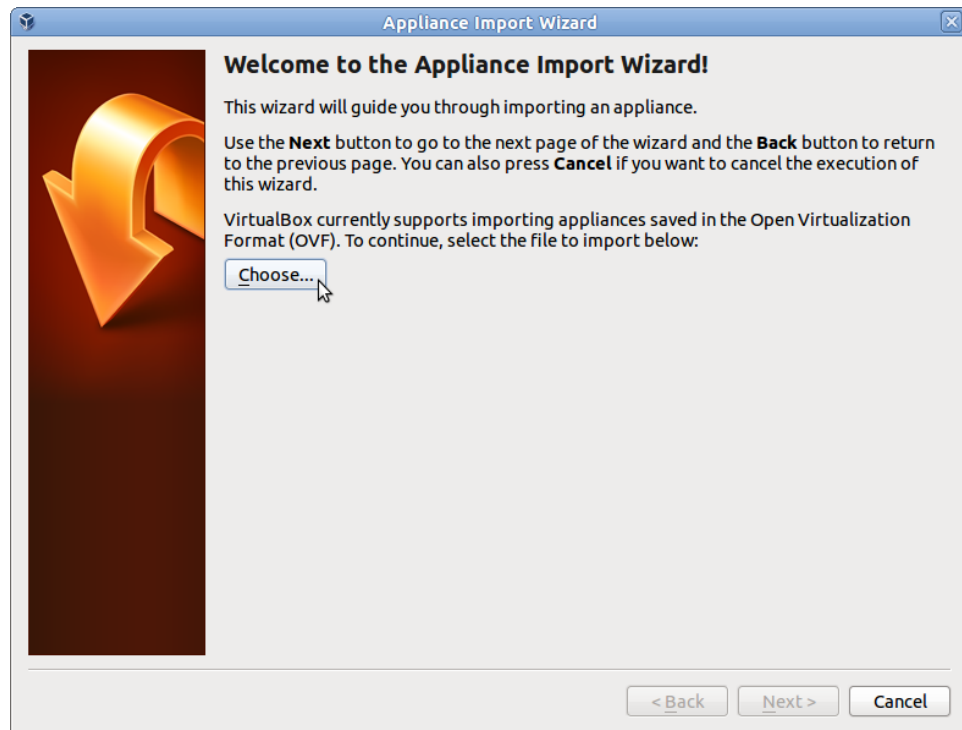 Appliance Import Wizard
Welcome to the Appliance Import Wizard!
This wizard will guide you through importing an appliance.
Use the Next button to go to the next page of the wizard and the Back button to return
to the previous page. You can also press Cancel if you want to cancel the execution of
this wizard.
VirtualBox currently supports importing appliances saved in the Open Virtualization
Format (OVF). To continue, select the file to import below:
Choose...
< Back
Next >
Cancel